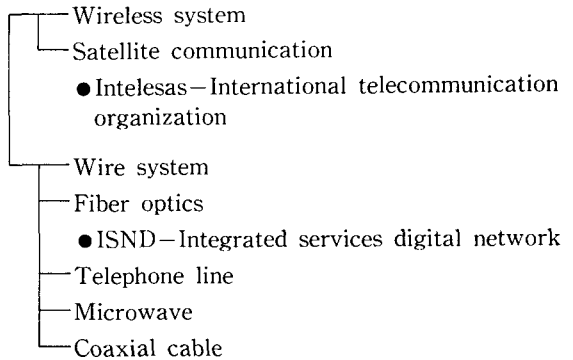 Wireless system
Satellite communication
● Intelesas—International telecommunication
organization
Wire system
Fiber optics
● ISND—Integrated services digital network
Telephone line
Microwave
Coaxial cable